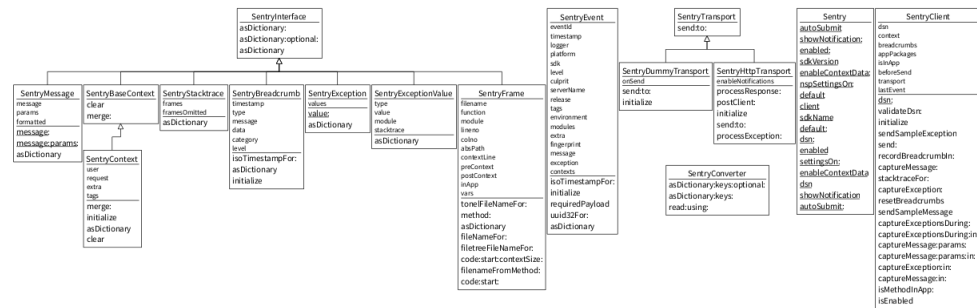 SentryInterface
asDictionary:
asDictionary:optional:
asDictionary
SentryMessage
message
params
formatted
message:
message:params:
asDictionary
SentryBaseContext
clear
merge:
SentryContext
user
request
extra
tags
merge:
initialize
asDictionary
clear
SentryStacktrace
frames
framesOmitted
asDictionary
SentryBreadcrumb
timestamp
type
message
data
category
level
isoTimestampFor:
asDictionary
initialize
SentryException
values
value:
asDictionary
SentryExceptionValue
type
value
module
stacktrace
asDictionary
SentryFrame
filename
function
module
lineno
colno
absPath
contextLine
preContext
postContext
inApp
vars
tonelFileNameFor:
method:
asDictionary
fileNameFor:
filetreeFileNameFor:
code:start:contextSize:
filenameFromMethod:
code:start:
SentryEvent
eventId
timestamp
logger
platform
sdk
level
culprit
serverName
release
tags
environment
modules
extra
fingerprint
message
exception
contexts
isoTimestampFor:
initialize
requiredPayload
uuid32For:
asDictionary
SentryTransport
send:to:
SentryDummyTransport
onSend
send:to:
initialize
SentryHttpTransport
enableNotifications
processResponse:
postClient:
initialize
send:to:
processException:
SentryConverter
asDictionary:keys:optional:
asDictionary:keys:
read:using:
Sentry
autoSubmit
showNotification:
enabled:
sdkVersion
enableContextData:
nspSettingsOn:
default
client
sdkName
default:
dsn:
enabled
settingsOn:
enableContextData
dsn
showNotification
autoSubmit:
SentryClient
dsn
context
breadcrumbs
appPackages
isInApp
beforeSend
transport
lastEvent
dsn:
validateDsn:
initialize
sendSampleException
send:
recordBreadcrumbIn:
captureMessage:
stacktraceFor:
captureException:
resetBreadcrumbs
sendSampleMessage
captureExceptionsDuring:
captureExceptionsDuring:in:
captureMessage:params:
captureMessage:params:in:
captureException:in:
captureMessage:in:
isMethodInApp:
isEnabled